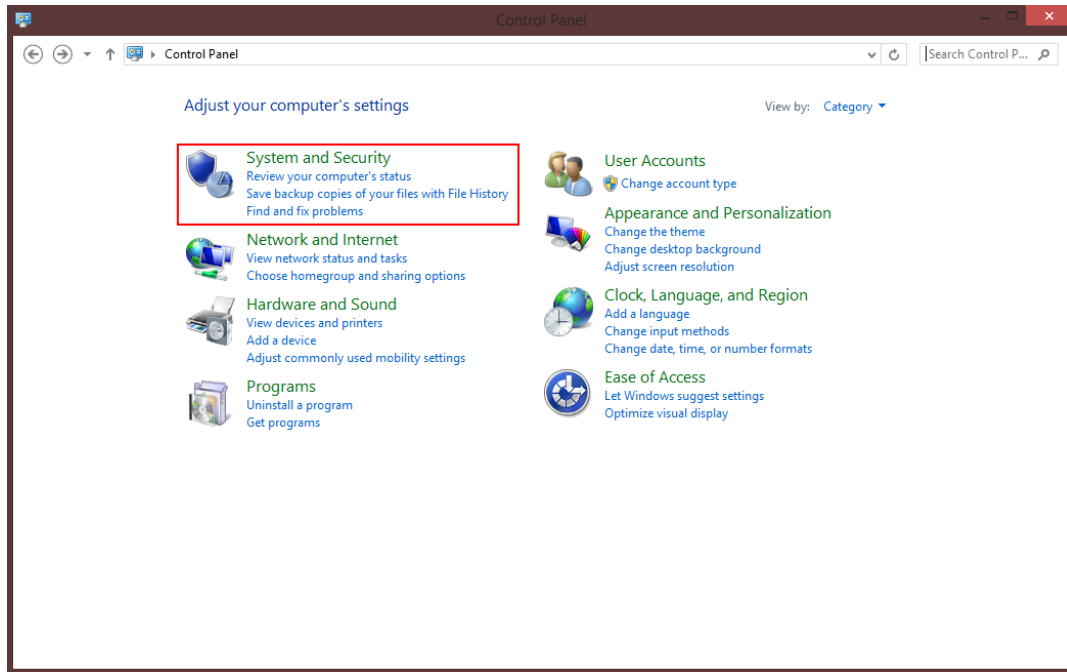 Control Panel
Control Panel
Search Control P...
Adjust your computer's settings
View by: Category
System and Security
Review your computer's status
Save backup copies of your files with File History
Find and fix problems
Network and Internet
View network status and tasks
Choose homegroup and sharing options
Hardware and Sound
View devices and printers
Add a device
Adjust commonly used mobility settings
Programs
Uninstall a program
Get programs
User Accounts
Change account type
Appearance and Personalization
Change the theme
Change desktop background
Adjust screen resolution
Clock, Language, and Region
Add a language
Change input methods
Change date, time, or number formats
Ease of Access
Let Windows suggest settings
Optimize visual display